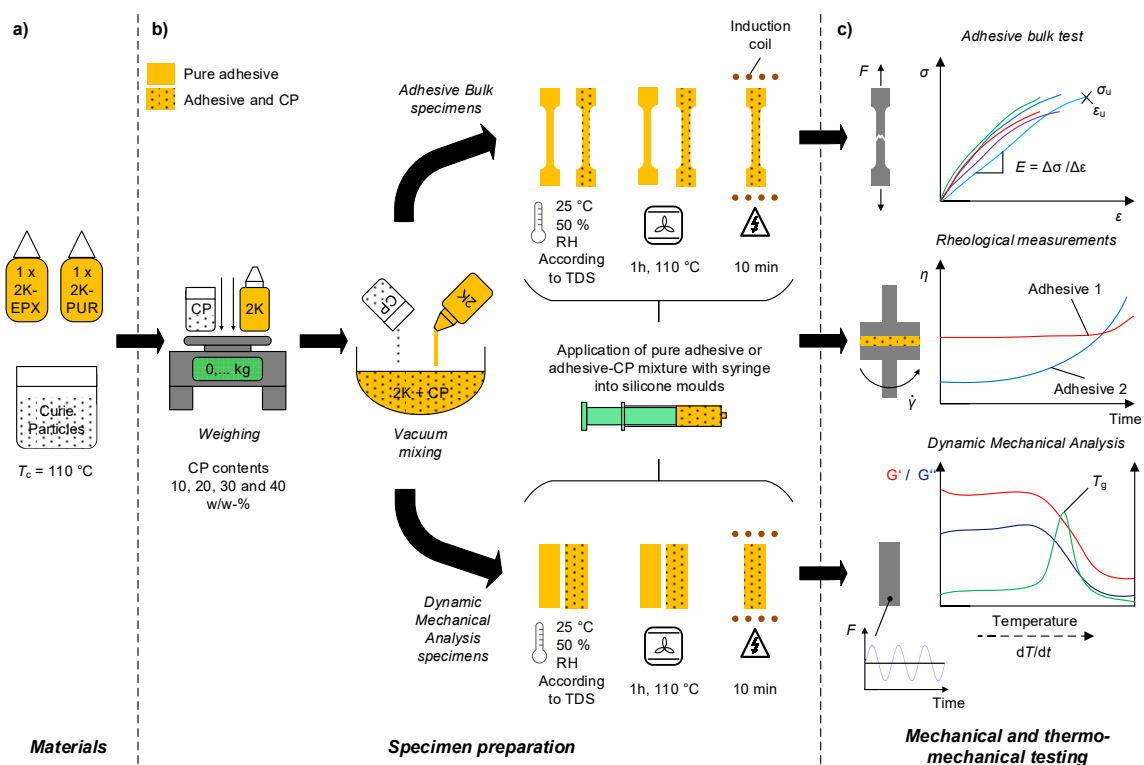 a)
1 x
2K-
EPX
1 x
2K-
PUR
Curie
Particles
Tc = 110 °C
Materials
b)
Pure adhesive
Adhesive and CP
CP
2K
0,... kg
Weighing
CP contents
10, 20, 30 and 40
w/w-%
CP
2K
2K + CP
Vacuum
mixing
Adhesive Bulk
specimens
Induction
coil
25 °C
50 %
RH
According
to TDS
1h, 110 °C
10 min
Application of pure adhesive or
adhesive-CP mixture with syringe
into silicone moulds
Dynamic
Mechanical
Analysis
specimens
25 °C
50 %
RH
According
to TDS
1h, 110 °C
10 min
Specimen preparation
c)
Adhesive bulk test
F
σ
σu
εu
E = Δσ /Δε
ε
Rheological measurements
η
Adhesive 1
Adhesive 2
γ̇
Time
Dynamic Mechanical Analysis
G‘ / G“
Tg
Temperature
dT/dt
F
Time
Mechanical and thermo-
mechanical testing